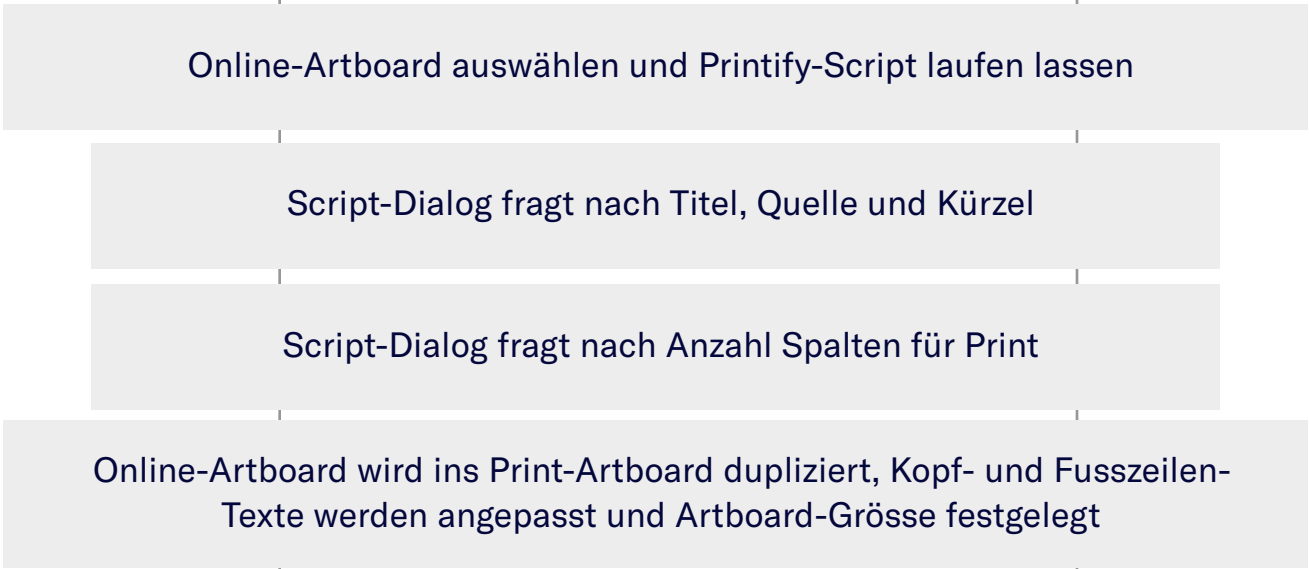 Online-Artboard auswählen und Printify-Script laufen lassen
Script-Dialog fragt nach Titel, Quelle und Kürzel
Script-Dialog fragt nach Anzahl Spalten für Print
Online-Artboard wird ins Print-Artboard dupliziert, Kopf- und Fusszeilen-
Texte werden angepasst und Artboard-Grösse festgelegt